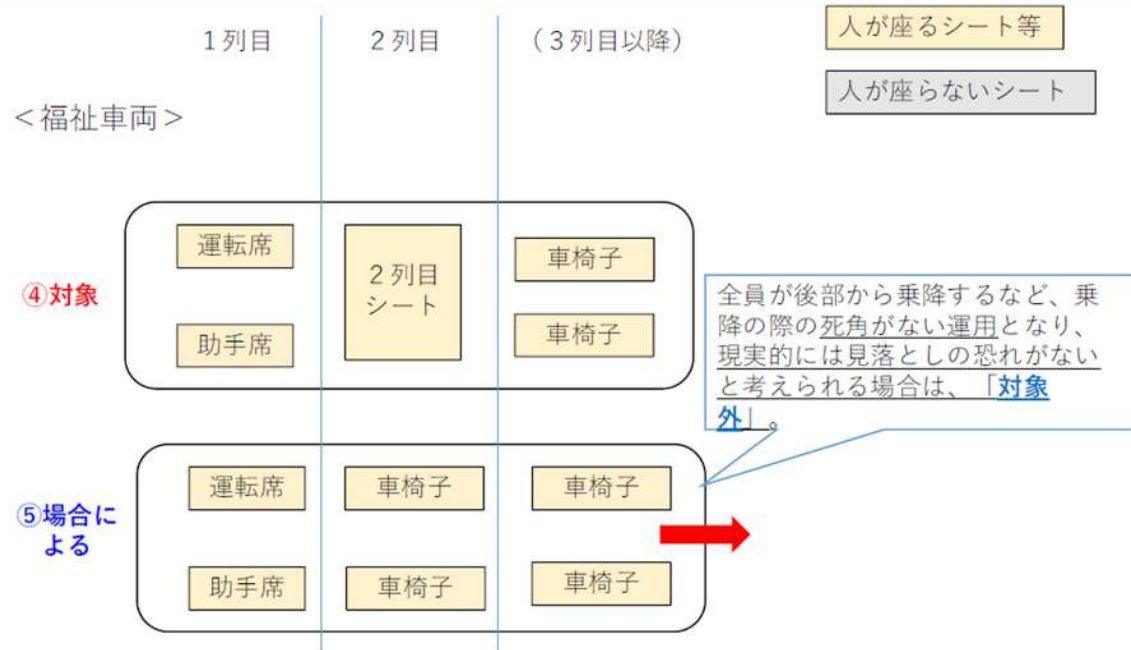 1列目
2列目
(3列目以降)
人が座るシート等
人が座らないシート
<福祉車両>
④対象
運転席
助手席
2列目
シート
車椅子
車椅子
全員が後部から乗降するなど、乗
降の際の死角がない運用となり、
現実的には見落としの恐れがない
と考えられる場合は、「対象
外」。
⑤場合に
よる
運転席
車椅子
車椅子
助手席
車椅子
車椅子